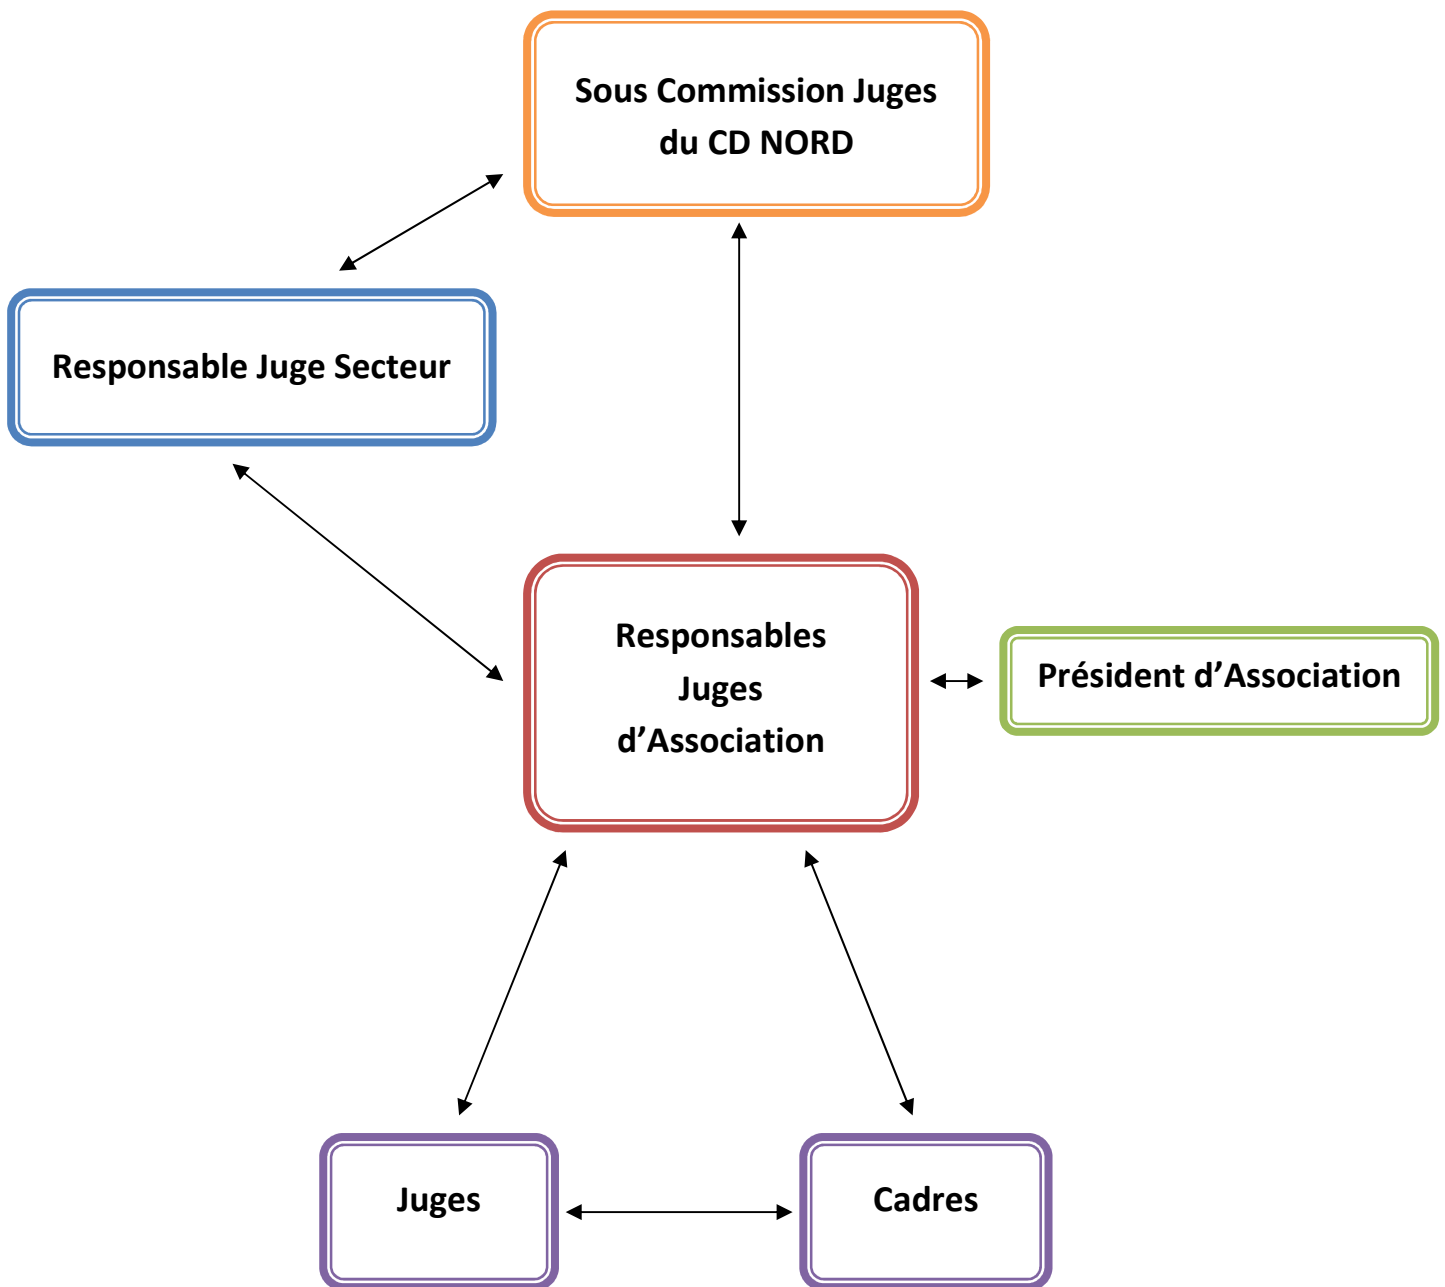 Sous Commission Juges
du CD NORD
Responsable Juge Secteur
Responsables
Juges
d’Association
Président d’Association
Juges
Cadres